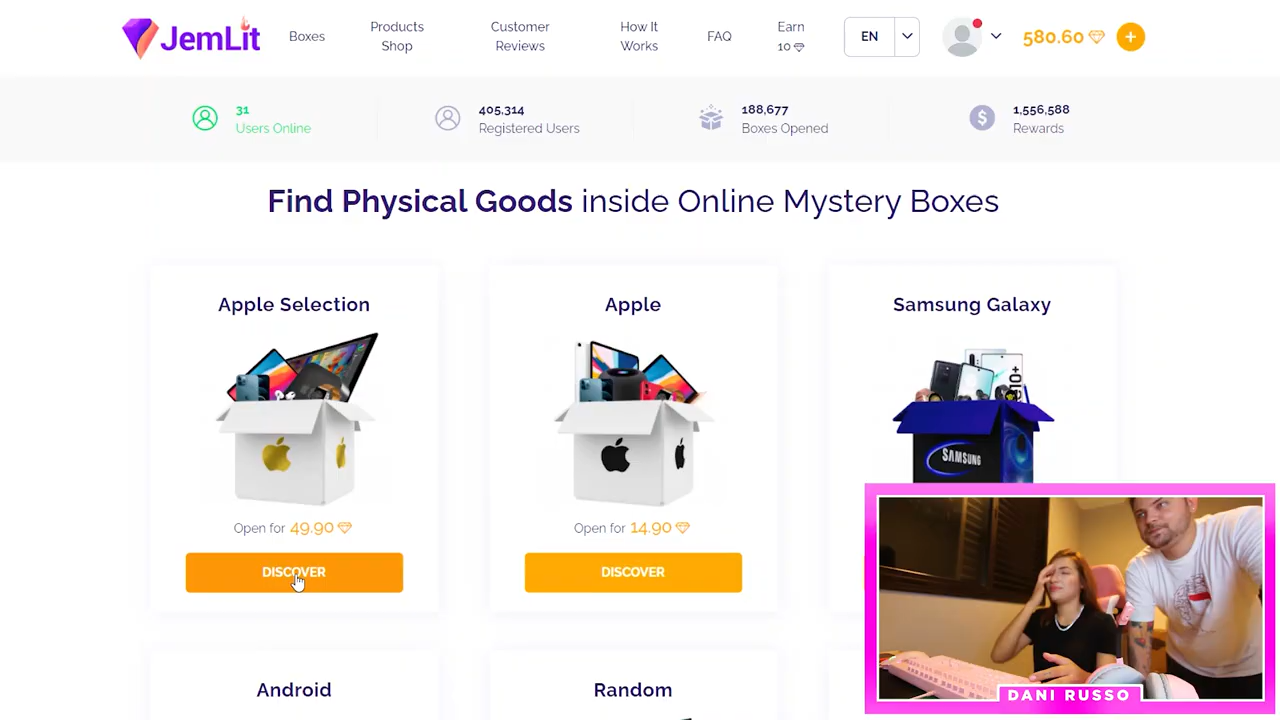 JemLit
Boxes
Products
Shop
Customer
Reviews
How It
Works
FAQ
Earn
10
EN
580.60
31
Users Online
405,314
Registered Users
188,677
Boxes Opened
1,556,588
Rewards
Find Physical Goods inside Online Mystery Boxes
Apple Selection
Apple
Samsung Galaxy
10+
SAMSUNG
Open for 49.90
Open for 14.90
DISCOVER
DISCOVER
Android
Random
DANI RUSSO